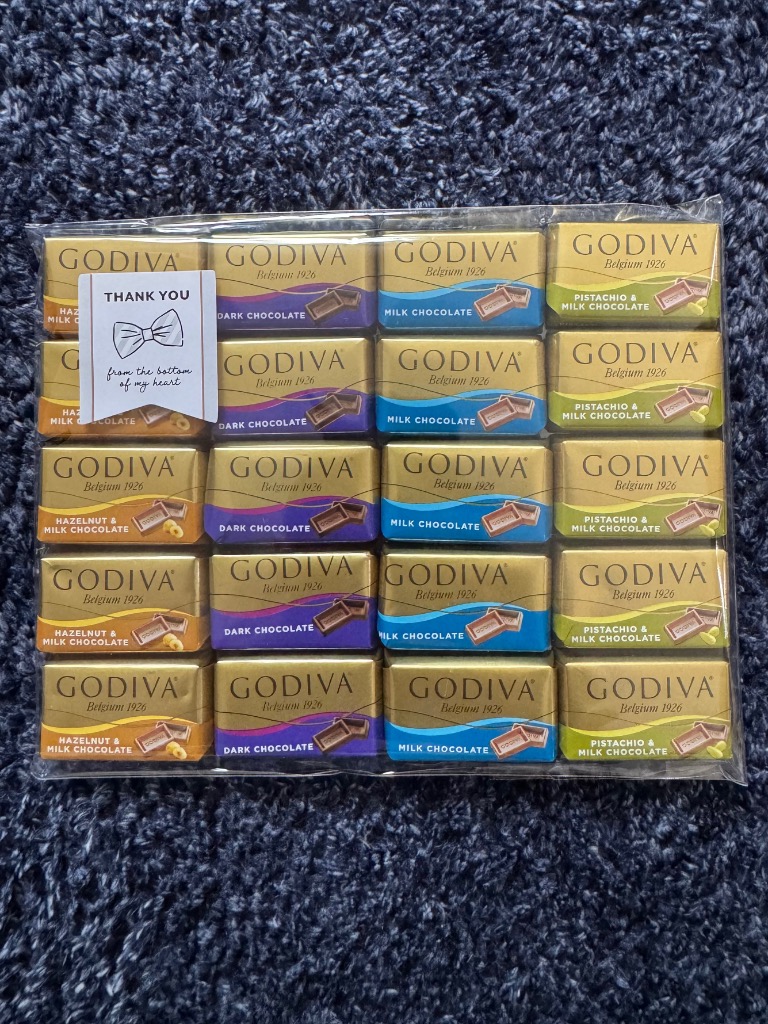 GODIVA
Belgium 1926
DARK CHOCOLATE
GODIVA
Belgium 1926
MILK CHOCOLATE
GODIVA
Belgium 1926
PISTACHIO &
MILK CHOCOLATE
GODIVA
HAZ
MILK C
THANK YOU
from the bottom
of my heart
G
HAZ
MILK C OLATE
GODIVA
Belgium 1926
DARK CHOCOLATE
GODIVA
Belgium 1926
MILK CHOCOLATE
GODIVA
Belgium 1926
PISTACHIO &
MILK CHOCOLATE
GODIVA
Belgium 1926
HAZELNUT &
MILK CHOCOLATE
GODIVA
Belgium 1926
DARK CHOCOLATE
GODIVA
Belgium 1926
MILK CHOCOLATE
GODIVA
Belgium 1926
PISTACHIO &
MILK CHOCOLATE
GODIVA
Belgium 1926
HAZELNUT &
MILK CHOCOLATE
GODIVA
Belgium 1926
DARK CHOCOLATE
GODIVA
Belgium 1926
MILK CHOCOLATE
GODIVA
Belgium 1926
PISTACHIO &
MILK CHOCOLATE
GODIVA
Belgium 1926
HAZELNUT &
MILK CHOCOLATE
GODIVA
Belgium 1926
DARK CHOCOLATE
GODIVA
Belgium 1926
MILK CHOCOLATE
GODIVA
Belgium 1926
PISTACHIO &
MILK CHOCOLATE